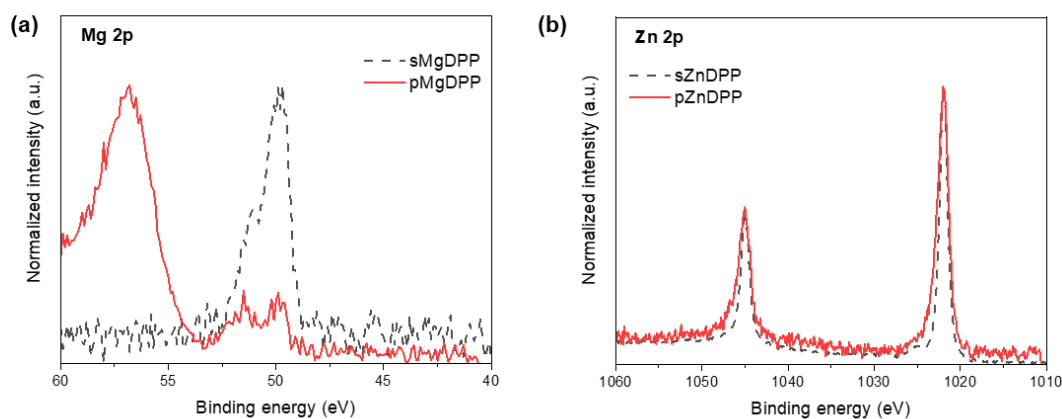 (a)
Mg 2p
sMgDPP
pMgDPP
Normalized intensity (a.u.)
60
55
50
45
40
Binding energy (eV)
(b)
Zn 2p
sZnDPP
pZnDPP
Normalized intensity (a.u.)
1060
1040
1030
1020
1010
Binding energy (eV)